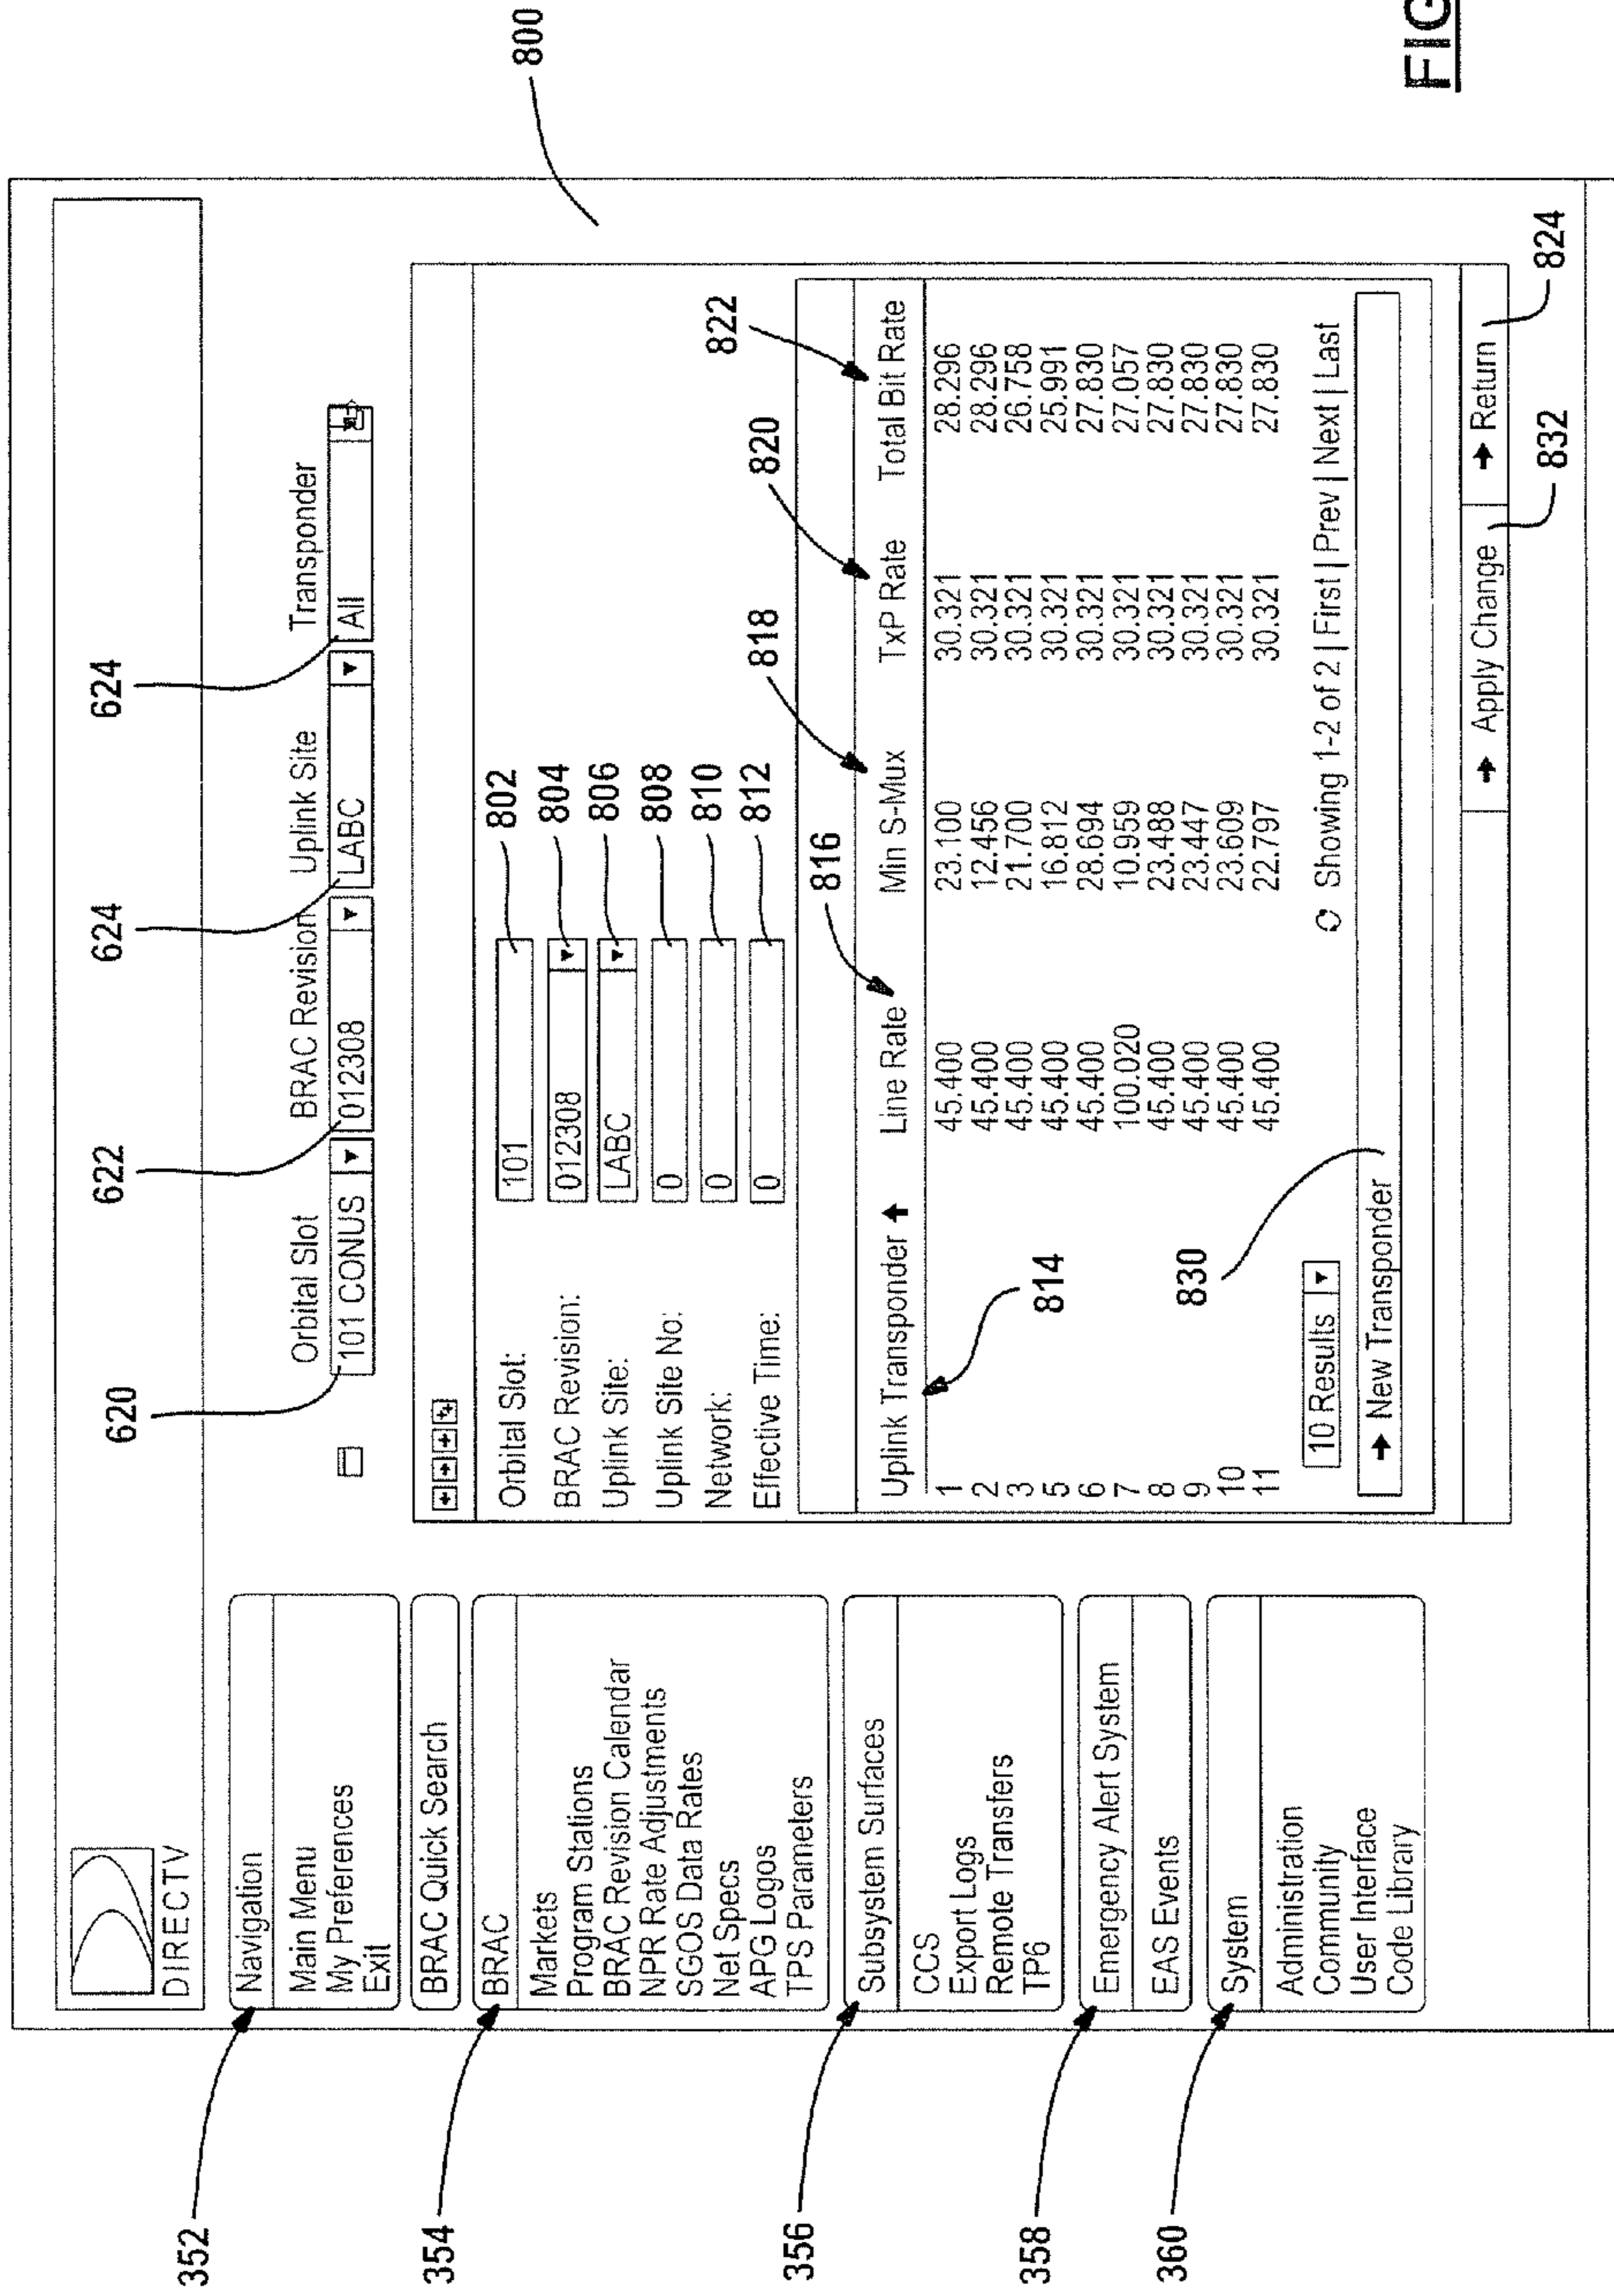 DIRECTV
352
Navigation
Main Menu
My Preferences
Exit
BRAC Quick Search
354
BRAC
Markets
Program Stations
BRAC Revision Calendar
NPR Rate Adjustments
SGOS Data Rates
Net Specs
APG Logos
TPS Parameters
356
Subsystem Surfaces
CCS
Export Logs
Remote Transfers
TP6
358
Emergency Alert System
EAS Events
360
System
Administration
Community
User Interface
Code Library
620 622 624 624
Orbital Slot BRAC Revision Uplink Site Transponder
101 CONUS 012308 LABC All
800
Orbital Slot: 101 802
BRAC Revision: 012308 804
Uplink Site: LABC 806
Uplink Site No: 0 808
Network: 0 810
Effective Time: 0 812
814 816 818 820 822
Uplink Transponder Line Rate Min S-Mux TxP Rate Total Bit Rate
1 45.400 23.100 30.321 28.296
2 45.400 12.456 30.321 28.296
3 45.400 21.700 30.321 26.758
5 45.400 16.812 30.321 25.991
6 45.400 28.694 30.321 27.830
7 100.020 10.959 30.321 27.057
8 45.400 23.488 30.321 27.830
9 45.400 23.447 30.321 27.830
10 45.400 23.609 30.321 27.830
11 45.400 22.797 30.321 27.830
10 Results Showing 1-2 of 2 | First | Prev | Next | Last
830
New Transponder
Apply Change Return
832 824
FIG